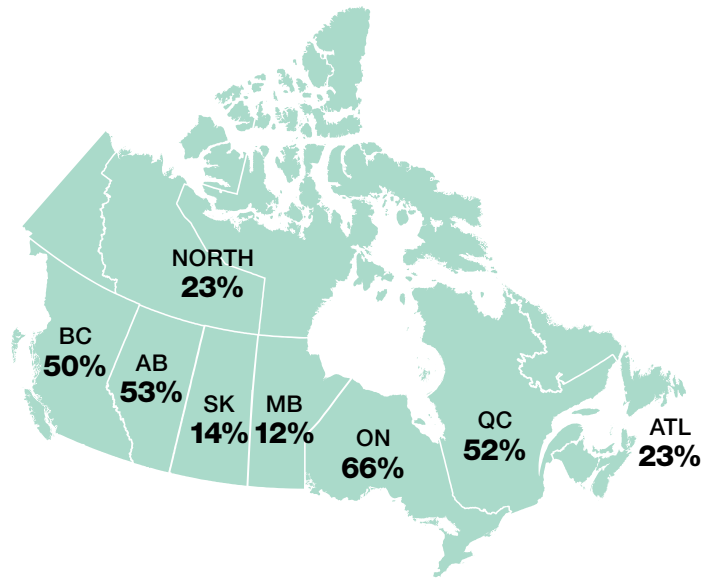 NORTH
23%
BC
50%
AB
53%
SK
14%
MB
12%
ON
66%
QC
52%
ATL
23%